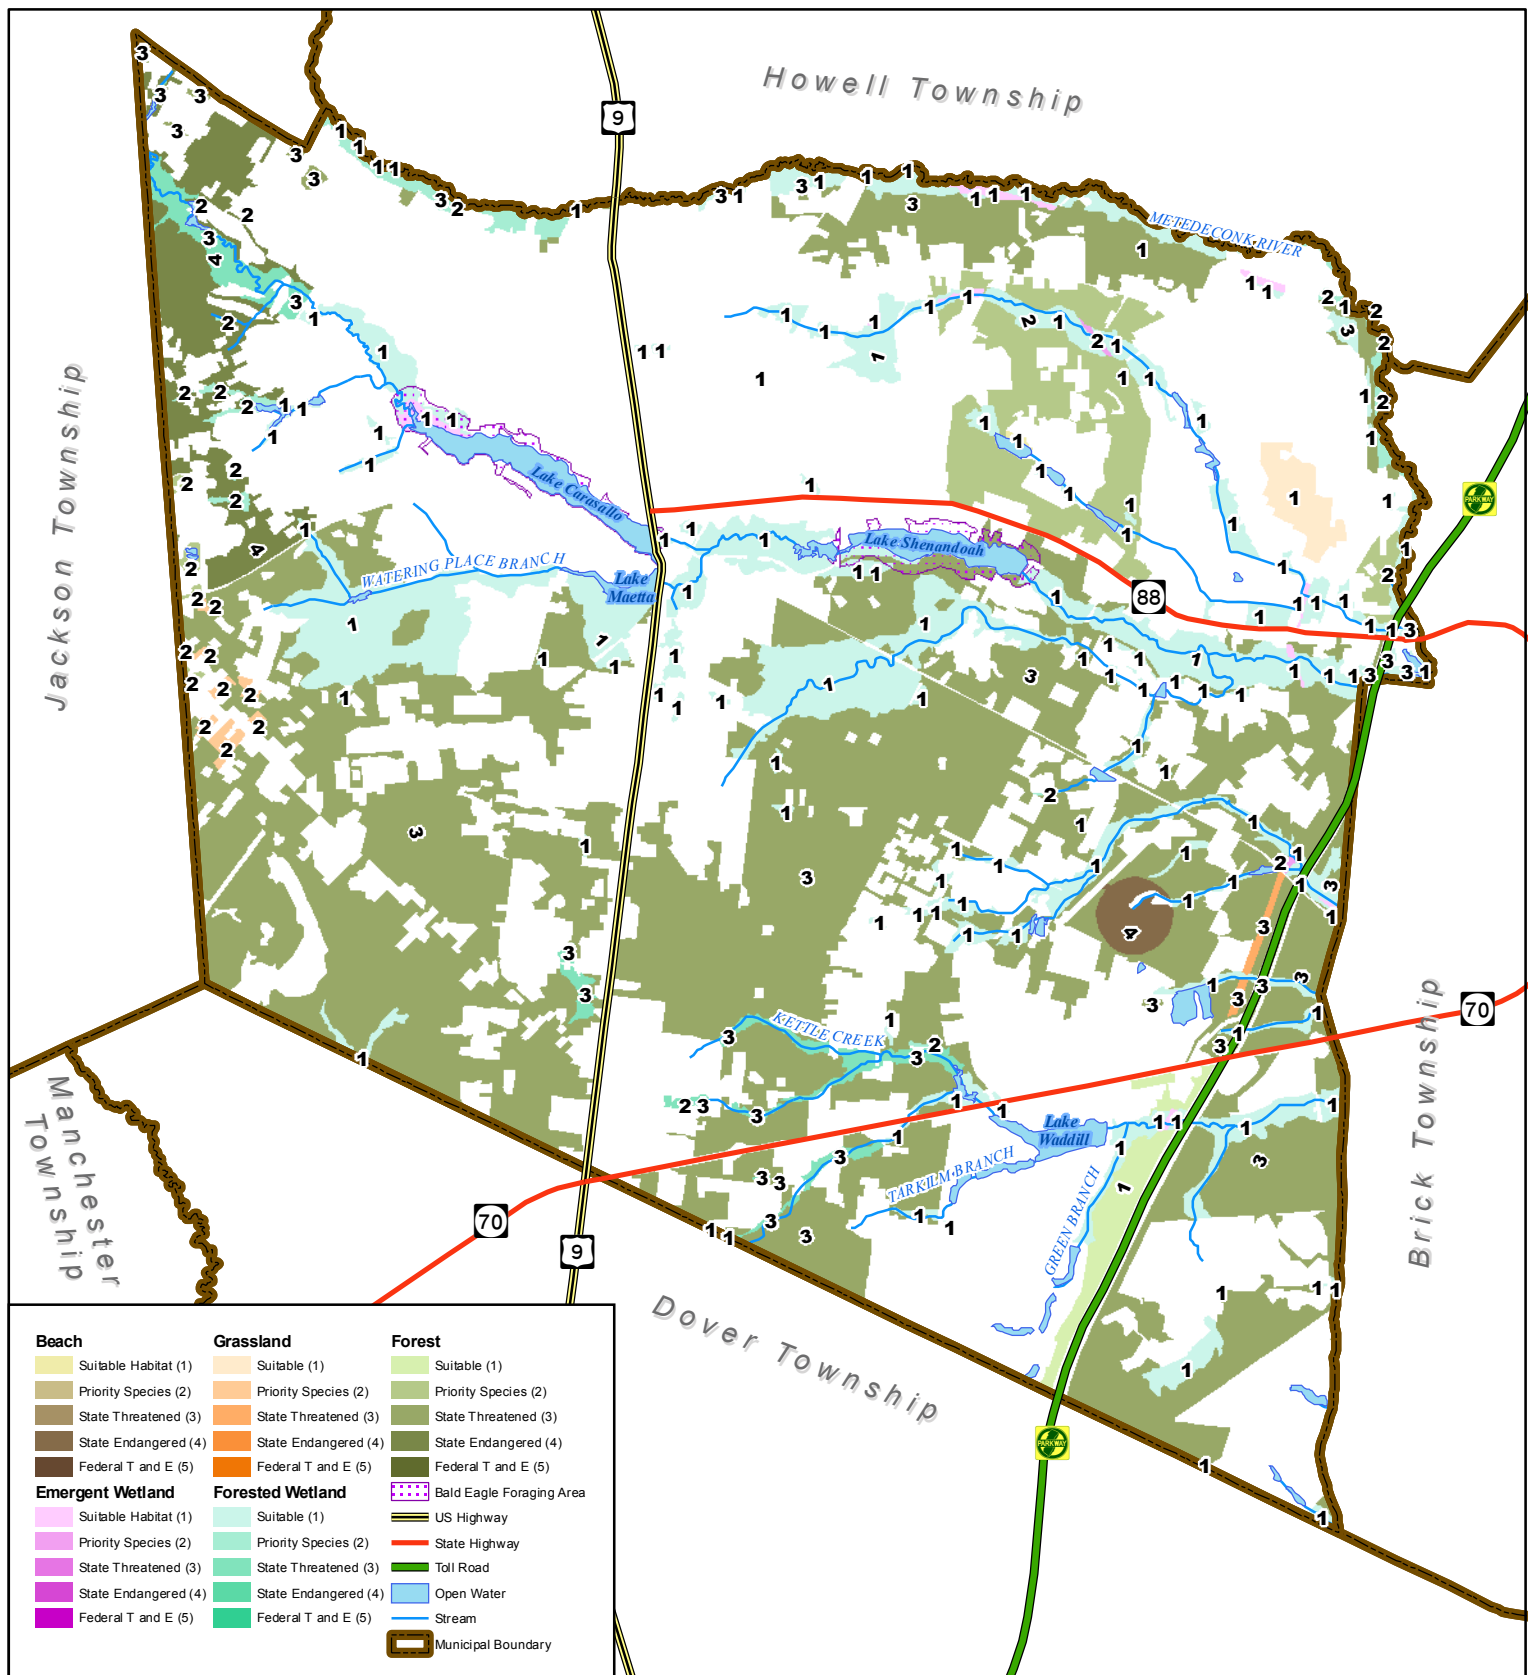 Howell Township
METEDECONK RIVER
9
Jackson Township
Lake Carasallo
Lake Shenandoah
PARKWAY
WATERING PLACE BRANCH
Lake
Maetta
88
KETTLE CREEK
70
Brick Township
Manchester
Township
Lake
Waddill
TARKILM BRANCH
GREEN BRANCH
70
9
Dover Township
PARKWAY
Beach
Suitable Habitat (1)
Priority Species (2)
State Threatened (3)
State Endangered (4)
Federal T and E (5)
Grassland
Suitable (1)
Priority Species (2)
State Threatened (3)
State Endangered (4)
Federal T and E (5)
Forest
Suitable (1)
Priority Species (2)
State Threatened (3)
State Endangered (4)
Federal T and E (5)
Emergent Wetland
Suitable Habitat (1)
Priority Species (2)
State Threatened (3)
State Endangered (4)
Federal T and E (5)
Forested Wetland
Suitable (1)
Priority Species (2)
State Threatened (3)
State Endangered (4)
Federal T and E (5)
Bald Eagle Foraging Area
US Highway
State Highway
Toll Road
Open Water
Stream
Municipal Boundary